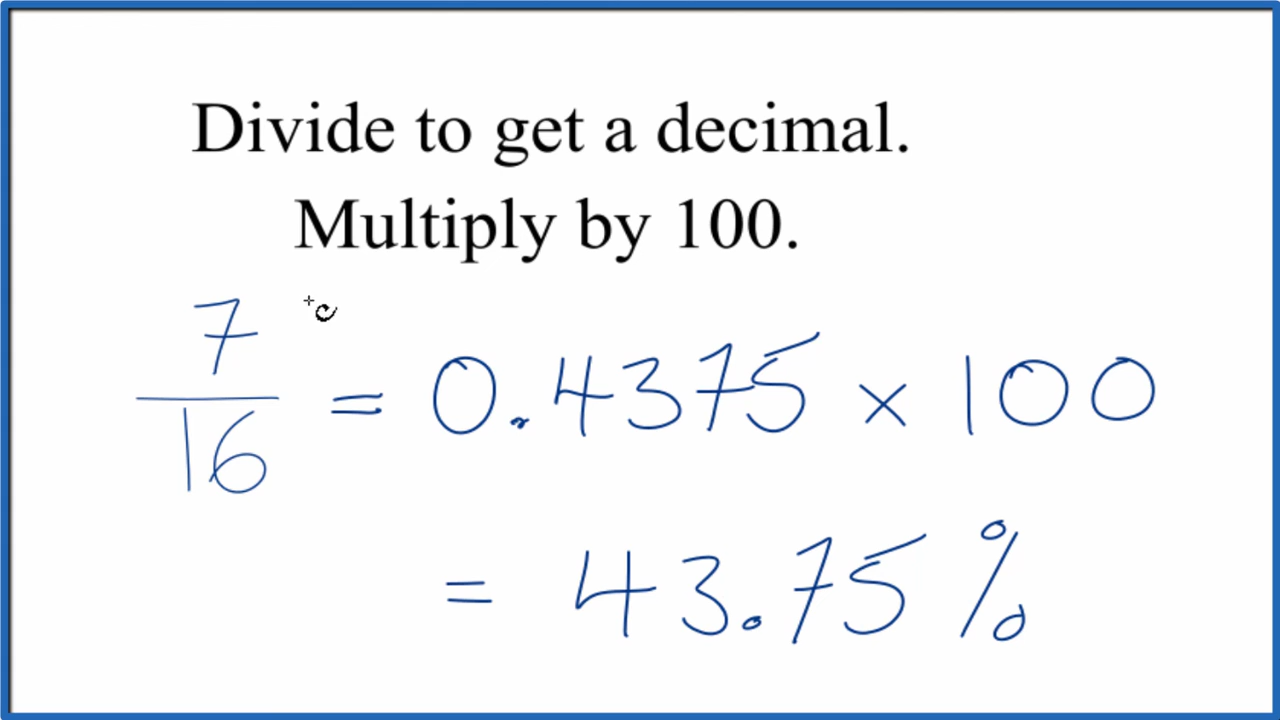 Divide to get a decimal.
Multiply by 100.
7/16 = 0.4375 × 100
= 43.75 %